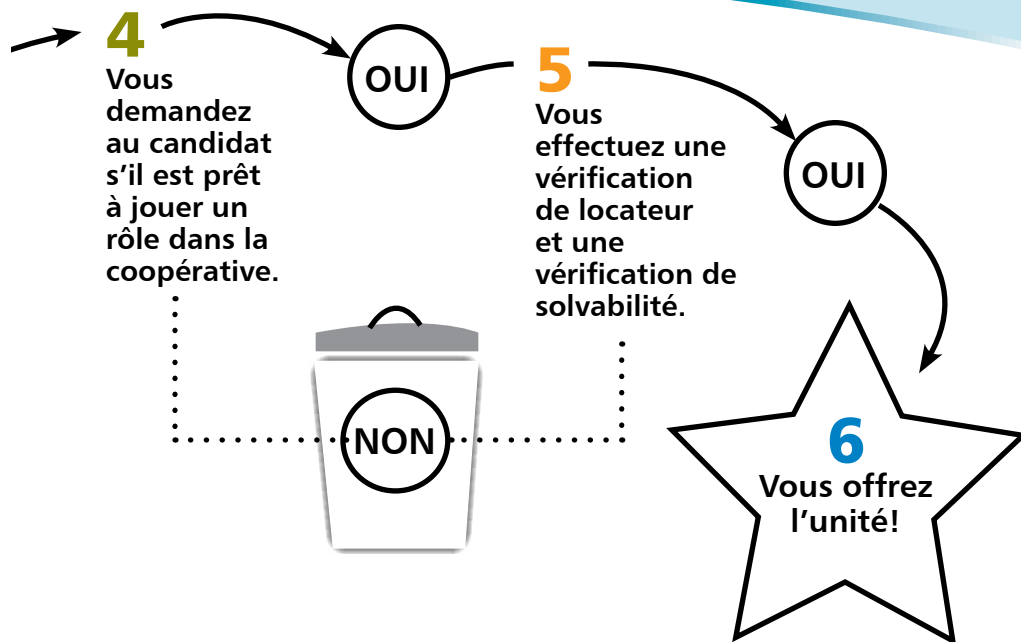 4
Vous
demandez
au candidat
s'il est prêt
à jouer un
rôle dans la
coopérative.
OUI
5
Vous
effectuez une
vérification
de locateur
et une
vérification de
solvabilité.
OUI
NON
6
Vous offrez
l'unité!